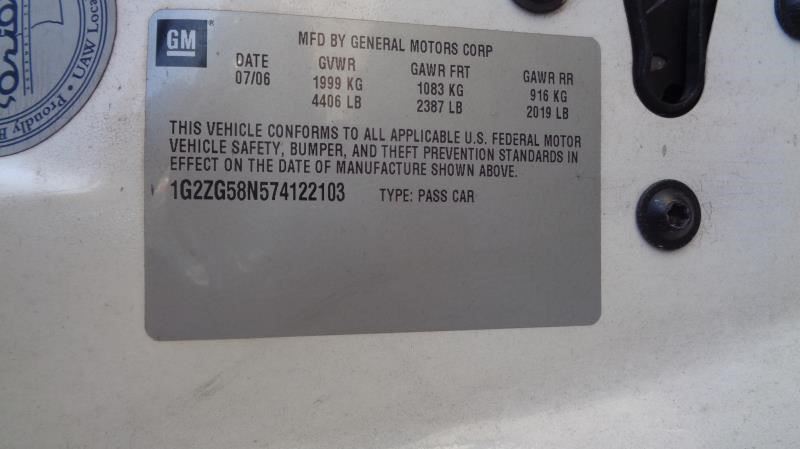 GM
MFD BY GENERAL MOTORS CORP
DATE GVWR GAWR FRT GAWR RR
07/06 1999 KG 1083 KG 916 KG
4406 LB 2387 LB 2019 LB
THIS VEHICLE CONFORMS TO ALL APPLICABLE U.S. FEDERAL MOTOR
VEHICLE SAFETY, BUMPER, AND THEFT PREVENTION STANDARDS IN
EFFECT ON THE DATE OF MANUFACTURE SHOWN ABOVE.
1G2ZG58N574122103 TYPE: PASS CAR
UAW
Proudly